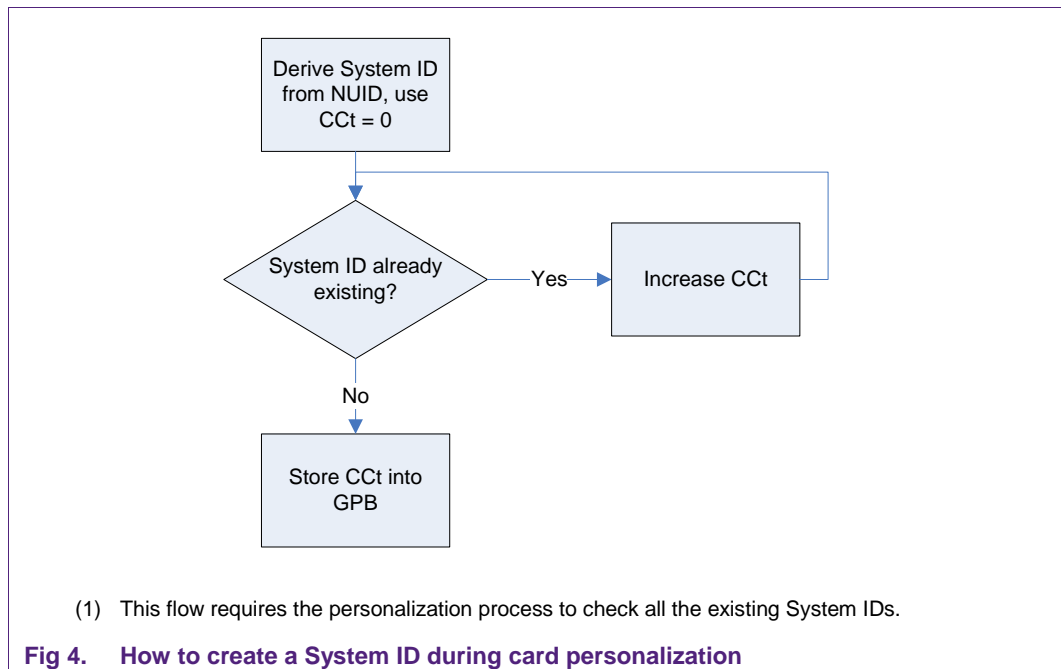 Derive System ID
from NUID, use
CCt = 0
System ID already
existing?
Yes
Increase CCt
No
Store CCt into
GPB
(1) This flow requires the personalization process to check all the existing System IDs.
Fig 4. How to create a System ID during card personalization